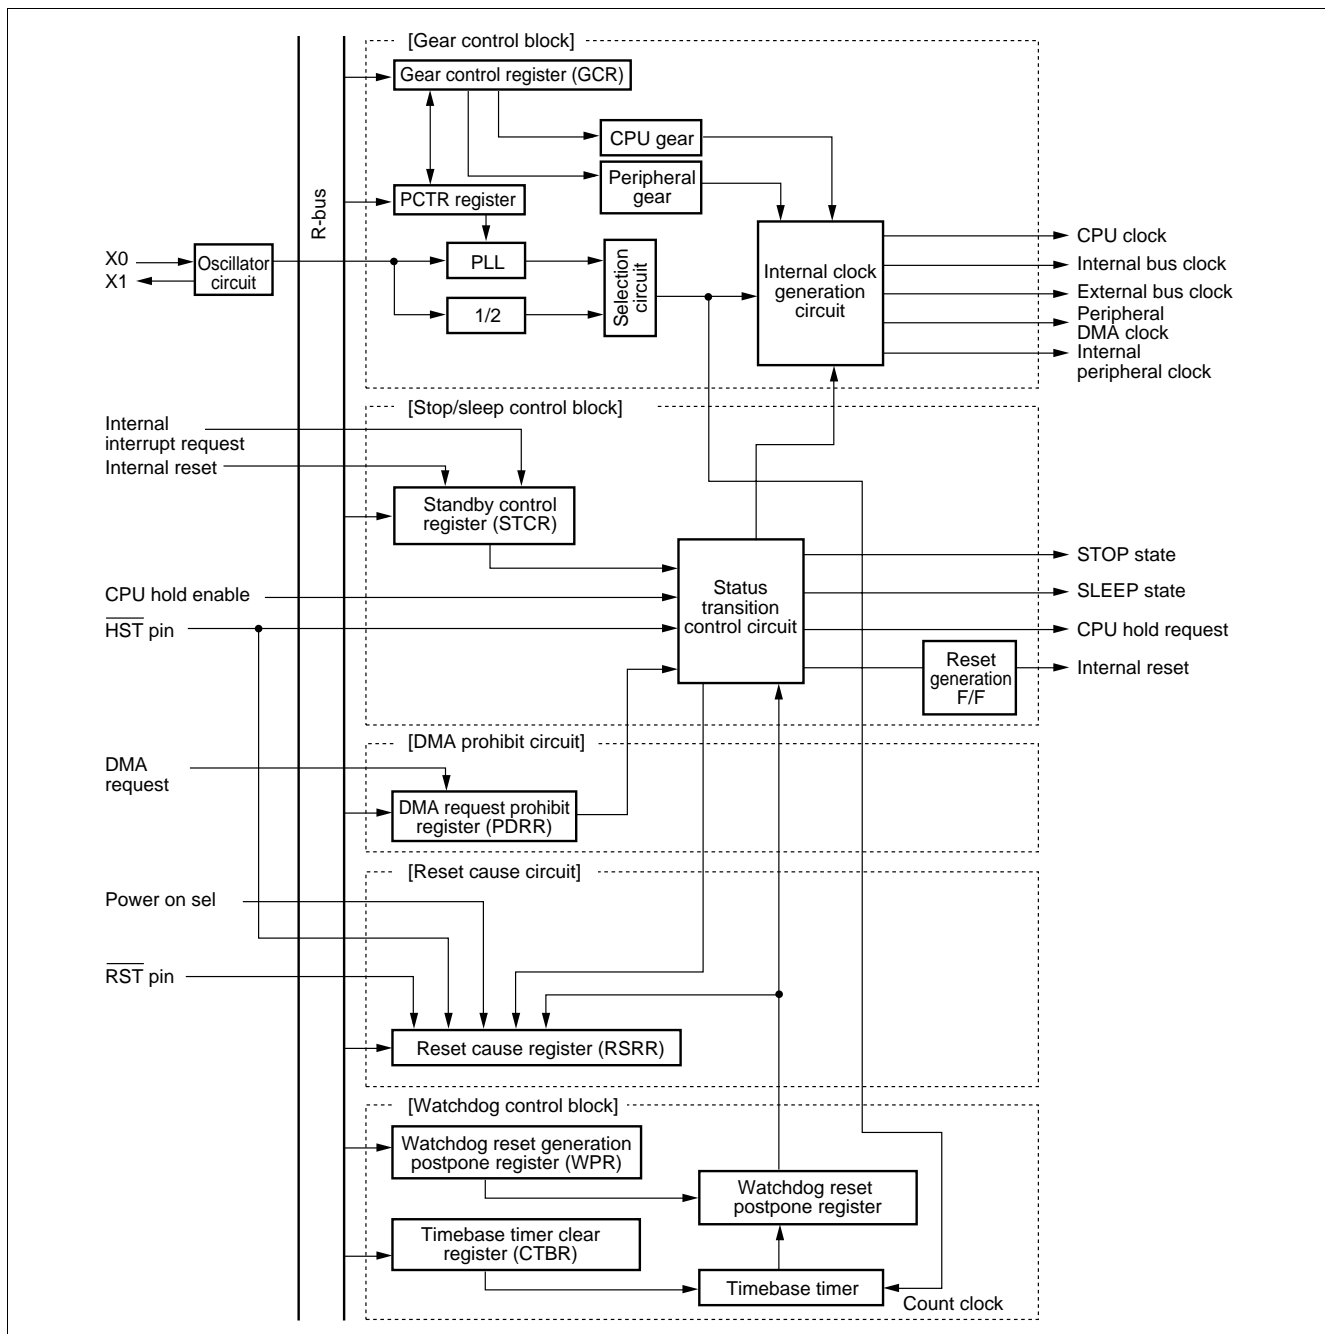 [Gear control block]
Gear control register (GCR)
CPU gear
Peripheral
gear
PCTR register
R-bus
X0
X1
Oscillator
circuit
PLL
1/2
Selection
circuit
Internal clock
generation
circuit
CPU clock
Internal bus clock
External bus clock
Peripheral
DMA clock
Internal
peripheral clock
[Stop/sleep control block]
Internal
interrupt request
Internal reset
Standby control
register (STCR)
CPU hold enable
HST pin
Status
transition
control circuit
STOP state
SLEEP state
CPU hold request
Reset
generation
F/F
Internal reset
[DMA prohibit circuit]
DMA
request
DMA request prohibit
register (PDRR)
[Reset cause circuit]
Power on sel
RST pin
Reset cause register (RSRR)
[Watchdog control block]
Watchdog reset generation
postpone register (WPR)
Watchdog reset
postpone register
Timebase timer clear
register (CTBR)
Timebase timer
Count clock